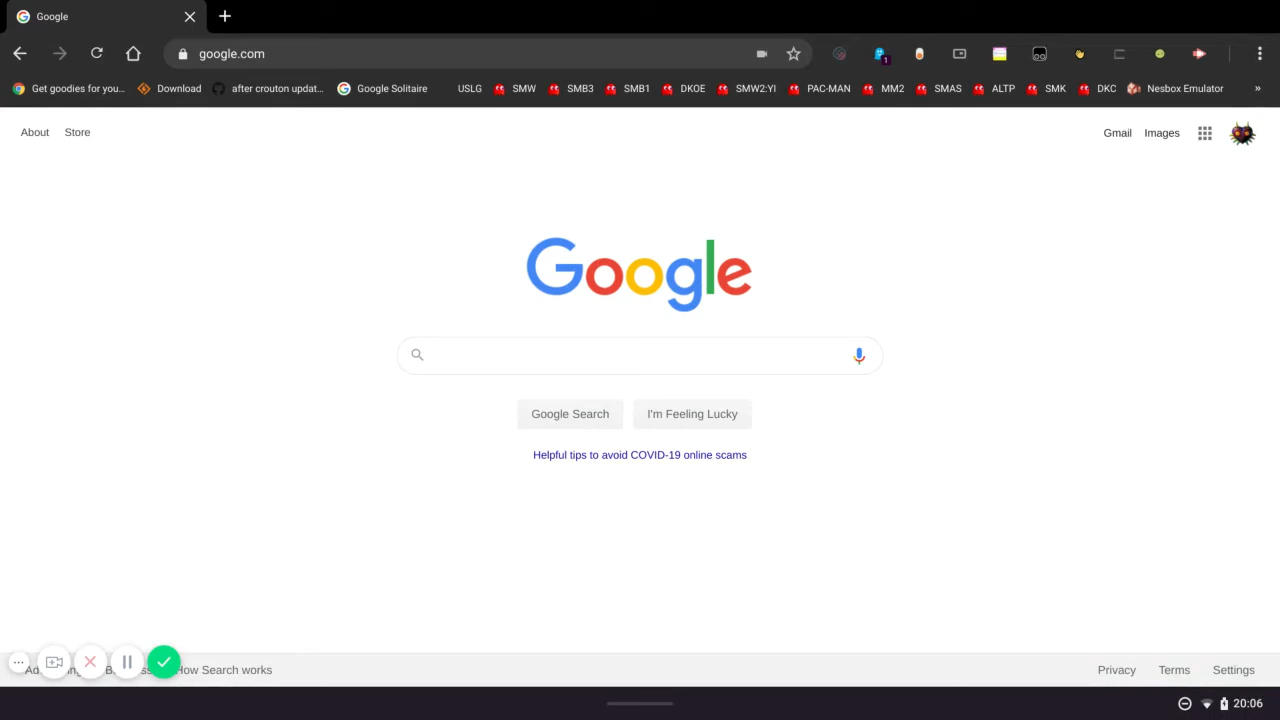 Google
google.com
1
Get goodies for you...
Download
after crouton updat...
Google Solitaire
USLG
SMW
SMB3
SMB1
DKOE
SMW2:YI
PAC-MAN
MM2
SMAS
ALTP
SMK
DKC
Nesbox Emulator
»
About
Store
Gmail
Images
Google
Google Search
I'm Feeling Lucky
Helpful tips to avoid COVID-19 online scams
How Search works
Privacy
Terms
Settings
20:06